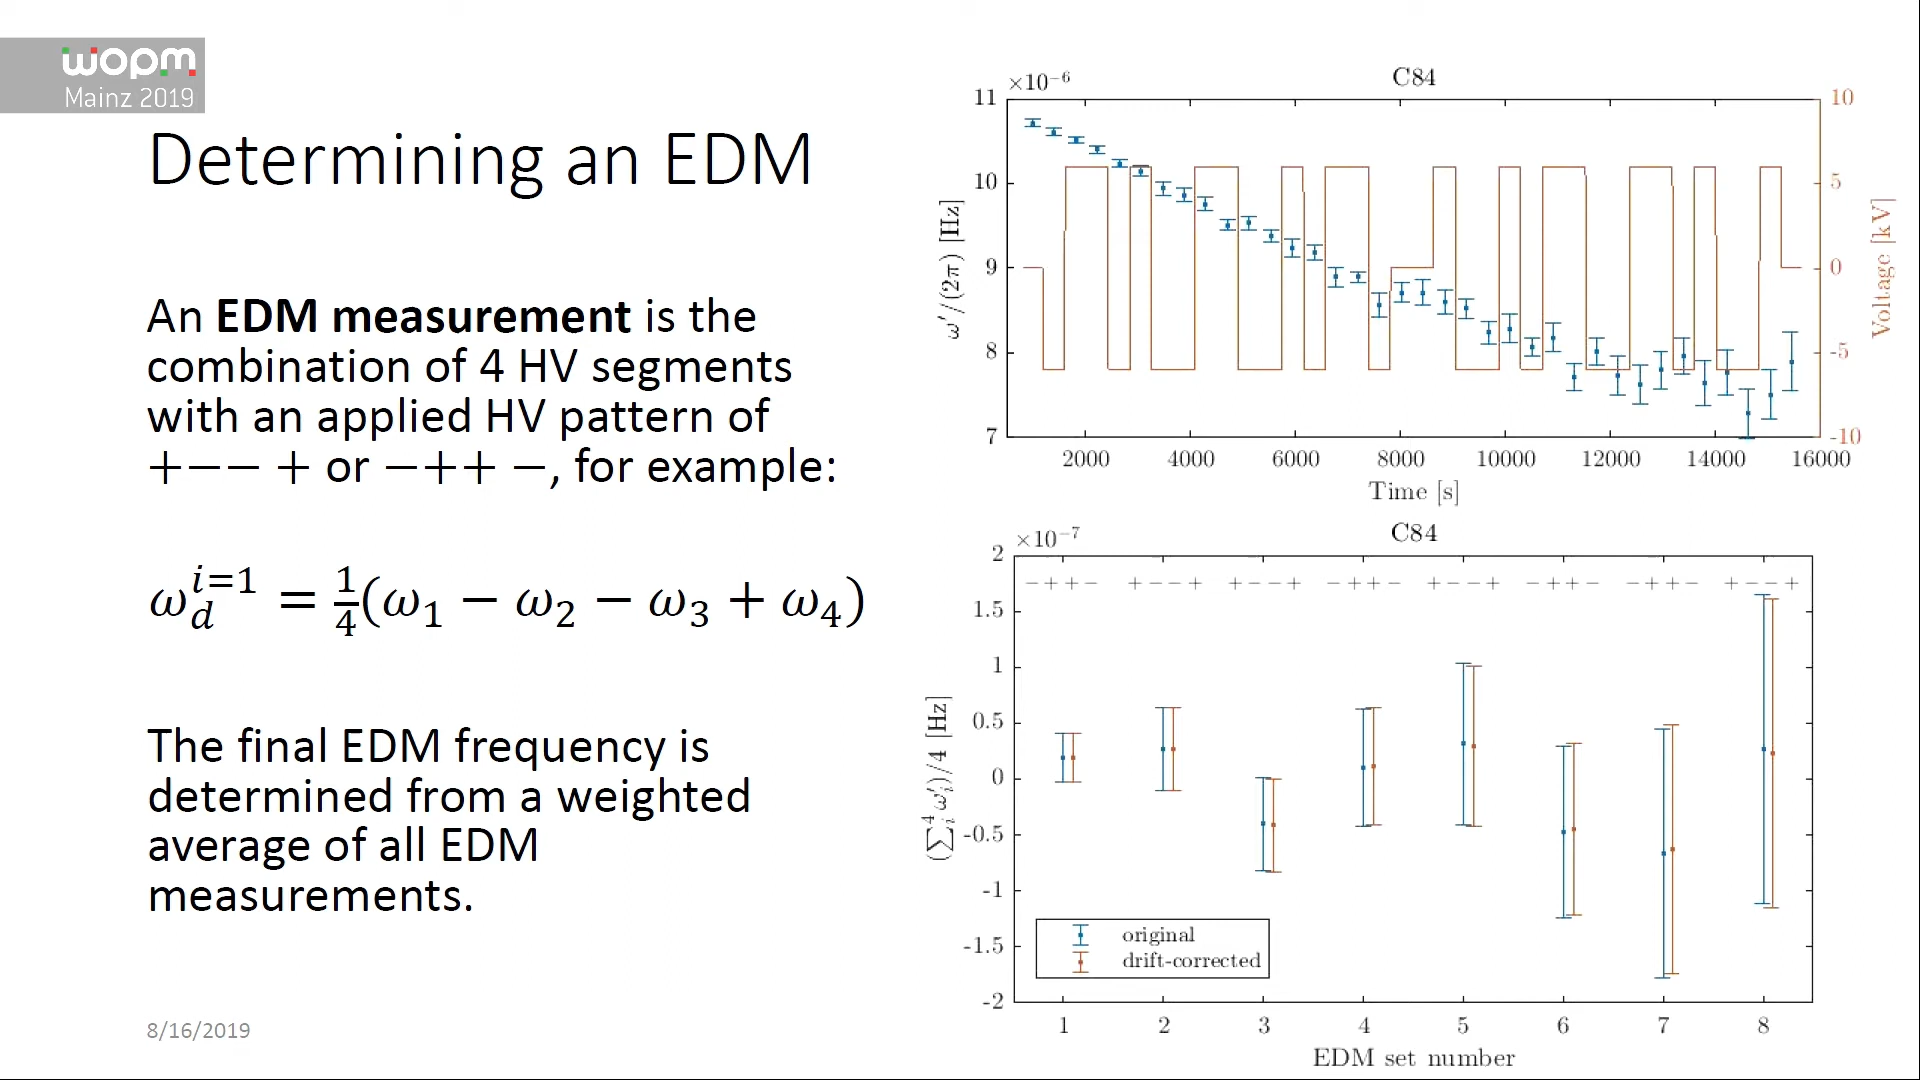 wopm
Mainz 2019
Determining an EDM
An EDM measurement is the
combination of 4 HV segments
with an applied HV pattern of
+−− + or −++ −, for example:
ω_d^{i=1} = 1/4(ω₁ − ω₂ − ω₃ + ω₄)
The final EDM frequency is
determined from a weighted
average of all EDM
measurements.
8/16/2019
C84
×10⁻⁶
11
10
9
8
7
ω′/(2π) [Hz]
10
5
0
-5
-10
Voltage [kV]
2000 4000 6000 8000 10000 12000 14000 16000
Time [s]
C84
×10⁻⁷
2
1.5
1
0.5
0
-0.5
-1
-1.5
-2
(∑_i^4 ω′_i)/4 [Hz]
−++− +−−+ +−−+ −++− +−−+ −++− −++− +−−+
original
drift-corrected
1 2 3 4 5 6 7 8
EDM set number